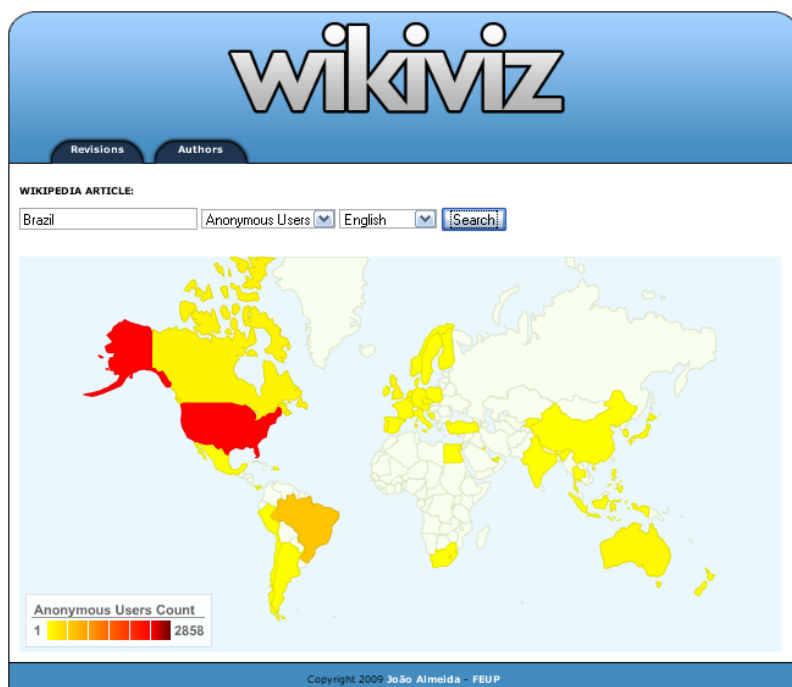 wikiviz
Revisions Authors
WIKIPEDIA ARTICLE:
Brazil Anonymous Users English Search
Anonymous Users Count
1 2858
Copyright 2009 João Almeida - FEUP